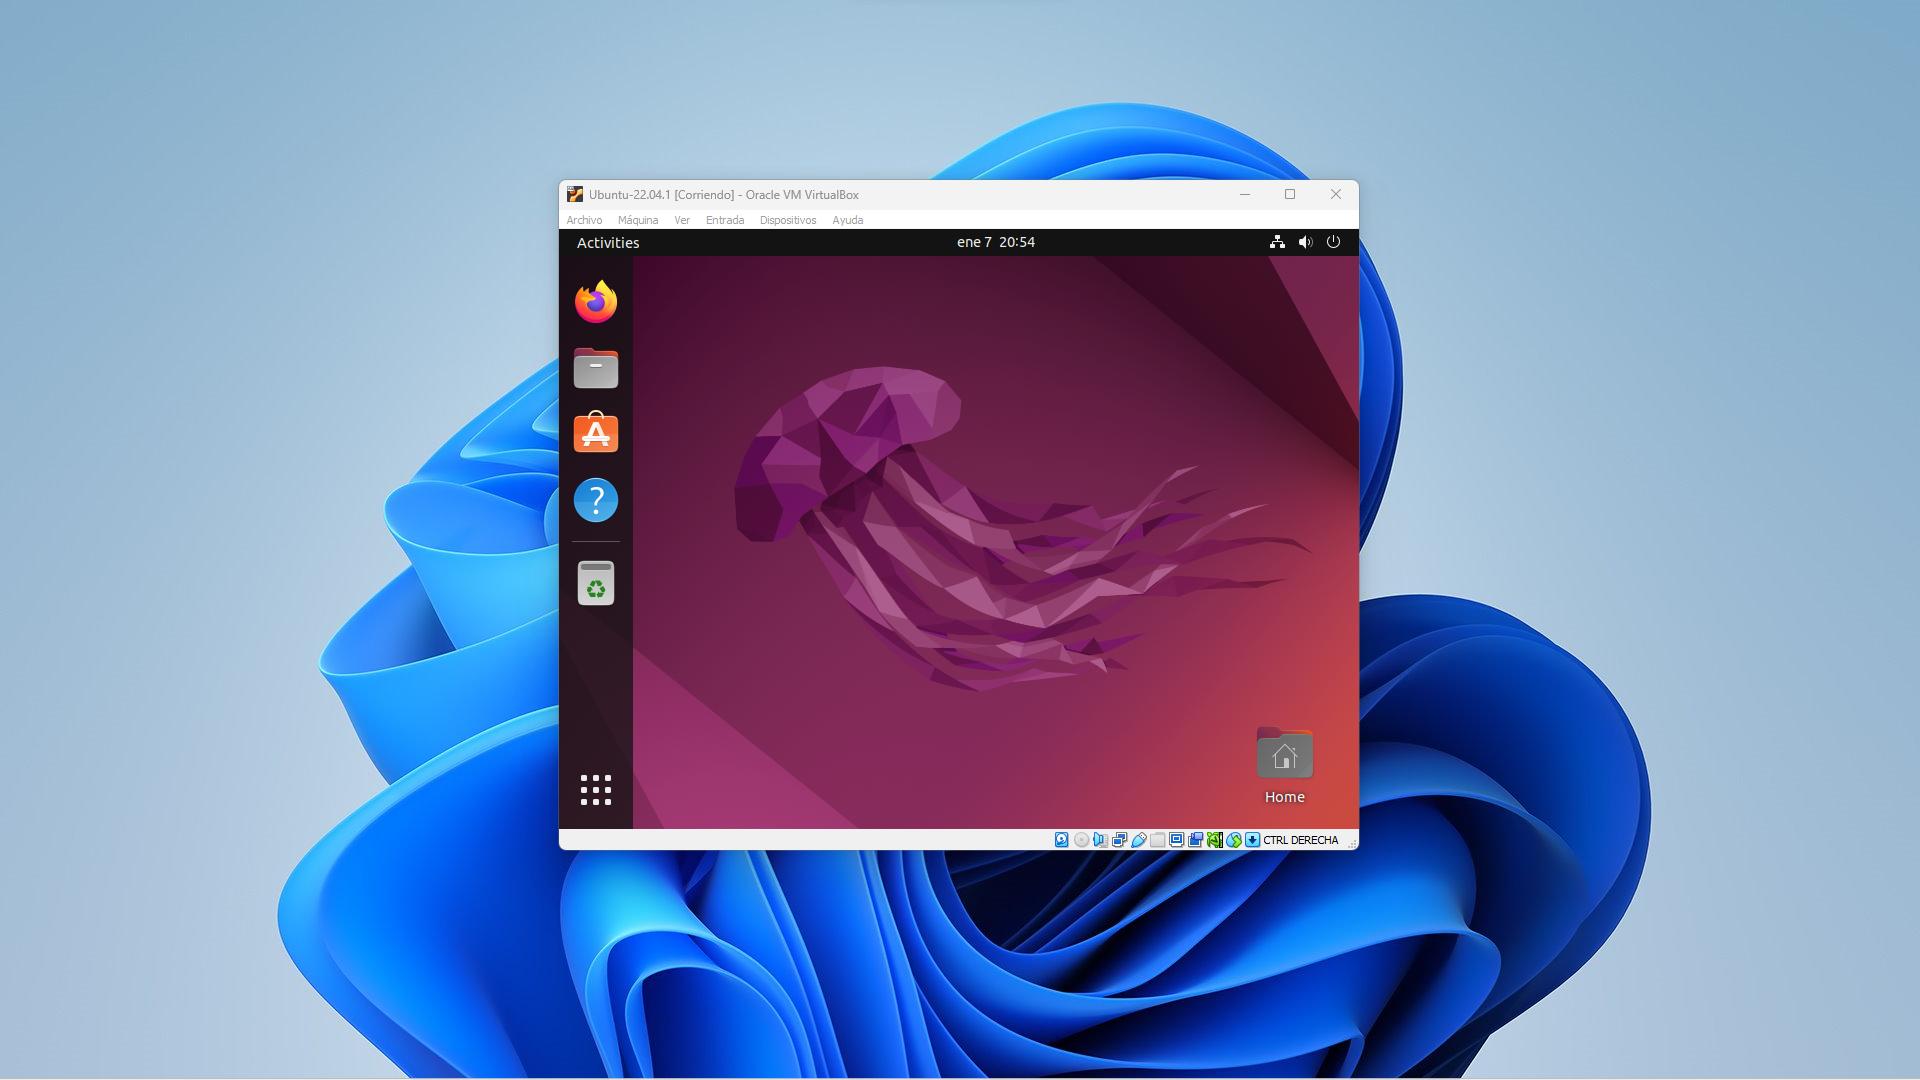 Ubuntu-22.04.1 [Corriendo] - Oracle VM VirtualBox
Archivo Máquina Ver Entrada Dispositivos Ayuda
Activities ene 7 20:54
Home
CTRL DERECHA